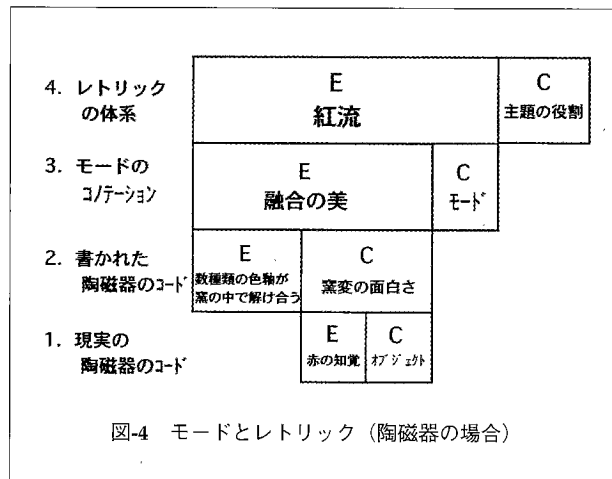 4. レトリックの体系
E
紅流
C
主題の役割
3. モードのコノテーション
E
融合の美
C
モード
2. 書かれた陶磁器のコード
E
数種類の色釉が
窯の中で解け合う
C
窯変の面白さ
1. 現実の陶磁器のコード
E
赤の知覚
C
オブジェクト
図-4 モードとレトリック（陶磁器の場合）